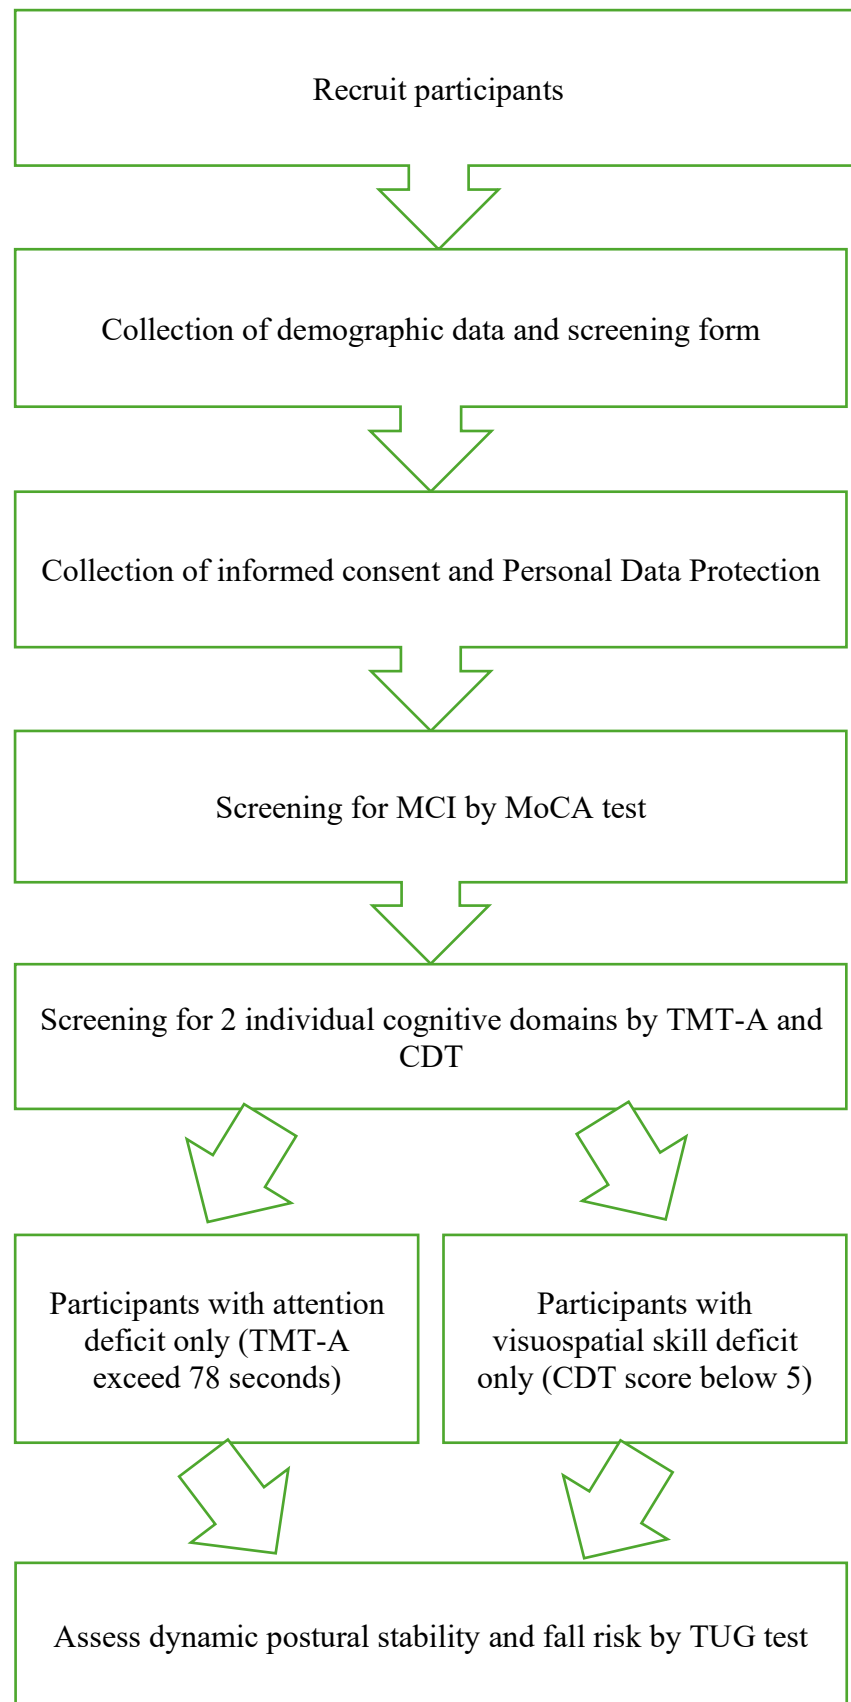 Recruit participants
Collection of demographic data and screening form
Collection of informed consent and Personal Data Protection
Screening for MCI by MoCA test
Screening for 2 individual cognitive domains by TMT-A and
CDT
Participants with attention
deficit only (TMT-A
exceed 78 seconds)
Participants with
visuospatial skill deficit
only (CDT score below 5)
Assess dynamic postural stability and fall risk by TUG test